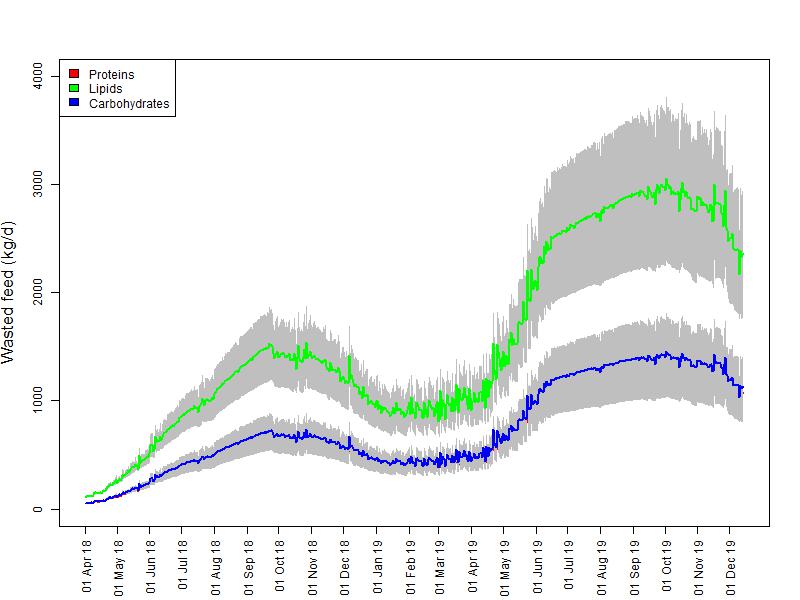 Proteins
Lipids
Carbohydrates
Wasted feed (kg/d)
4000
3000
2000
1000
0
01 Apr 18
01 May 18
01 Jun 18
01 Jul 18
01 Aug 18
01 Sep 18
01 Oct 18
01 Nov 18
01 Dec 18
01 Jan 19
01 Feb 19
01 Mar 19
01 Apr 19
01 May 19
01 Jun 19
01 Jul 19
01 Aug 19
01 Sep 19
01 Oct 19
01 Nov 19
01 Dec 19